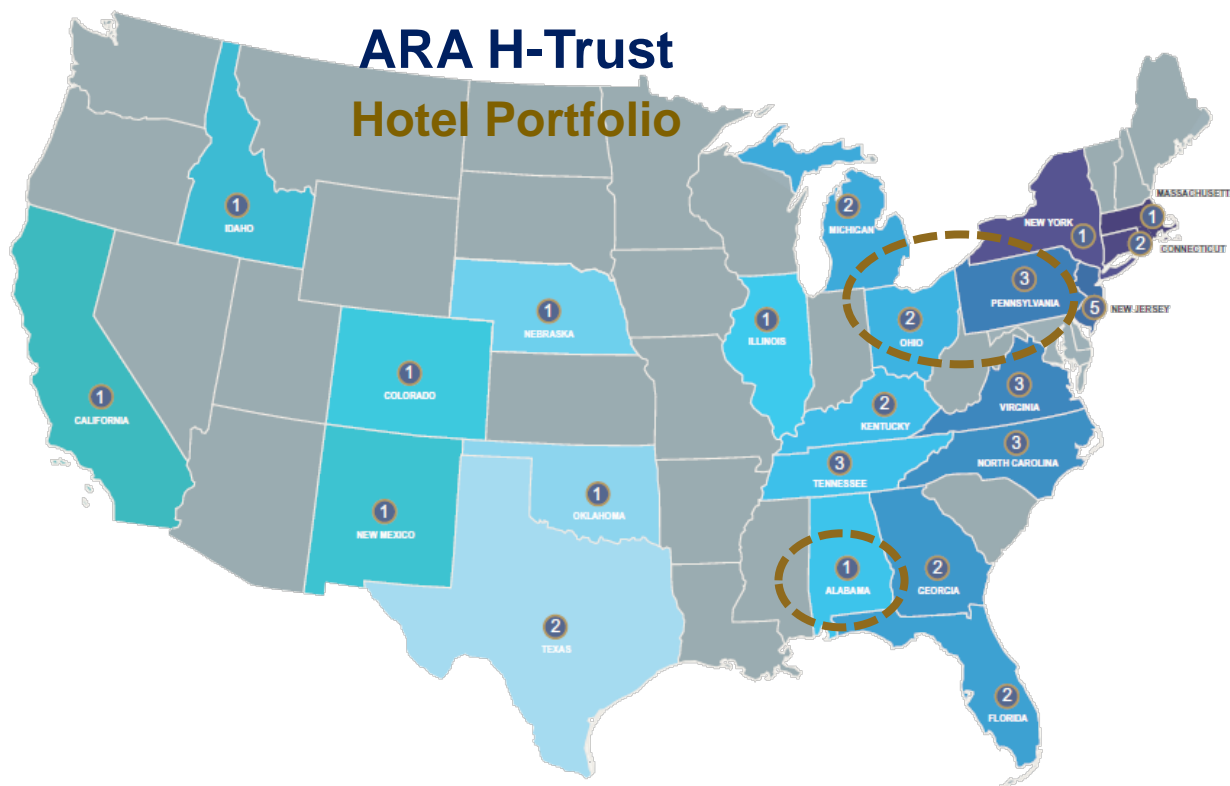 ARA H-Trust
Hotel Portfolio
1
IDAHO
2
MICHIGAN
MASSACHUSETT
1
NEW YORK
1
2
CONNECTICUT
3
PENNSYLVANIA
5
NEW JERSEY
1
NEBRASKA
1
ILLINOIS
2
OHIO
1
COLORADO
1
CALIFORNIA
3
VIRGINIA
2
KENTUCKY
3
NORTH CAROLINA
3
TENNESSEE
1
OKLAHOMA
1
NEW MEXICO
1
ALABAMA
2
GEORGIA
2
TEXAS
2
FLORIDA